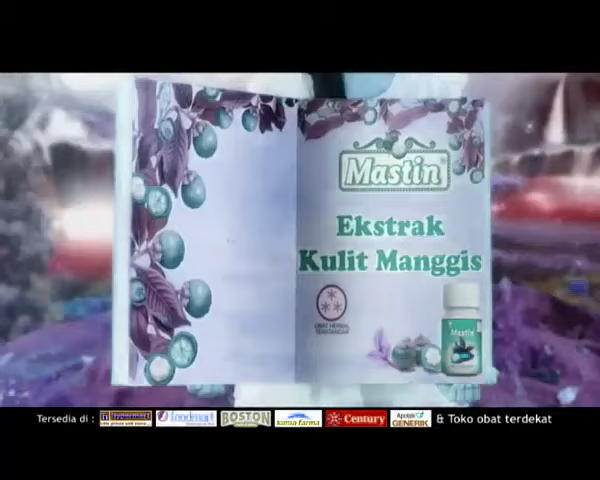 Mastin®
Ekstrak
Kulit Manggis
OBAT HERBAL
TERSTANDAR
Mastin
Tersedia di : Hypermart foodmart BOSTON kimia farma Century Apotek GENERIK & Toko obat terdekat